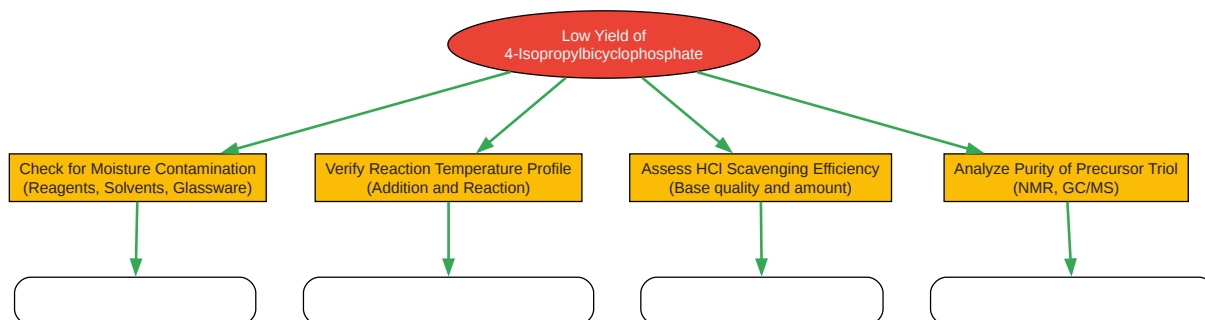 Low Yield of
4-Isopropylbicyclophosphate
Check for Moisture Contamination
(Reagents, Solvents, Glassware)
Verify Reaction Temperature Profile
(Addition and Reaction)
Assess HCl Scavenging Efficiency
(Base quality and amount)
Analyze Purity of Precursor Triol
(NMR, GC/MS)